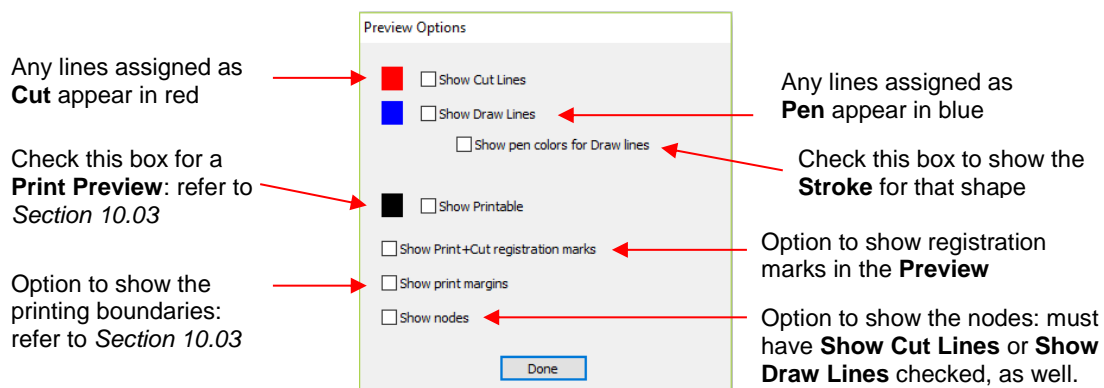 Preview Options
Any lines assigned as
Cut appear in red
Show Cut Lines
Any lines assigned as
Pen appear in blue
Show Draw Lines
Show pen colors for Draw lines
Check this box to show the
Stroke for that shape
Check this box for a
Print Preview: refer to
Section 10.03
Show Printable
Show Print+Cut registration marks
Option to show registration
marks in the Preview
Option to show the
printing boundaries:
refer to Section 10.03
Show print margins
Show nodes
Option to show the nodes: must
have Show Cut Lines or Show
Draw Lines checked, as well.
Done